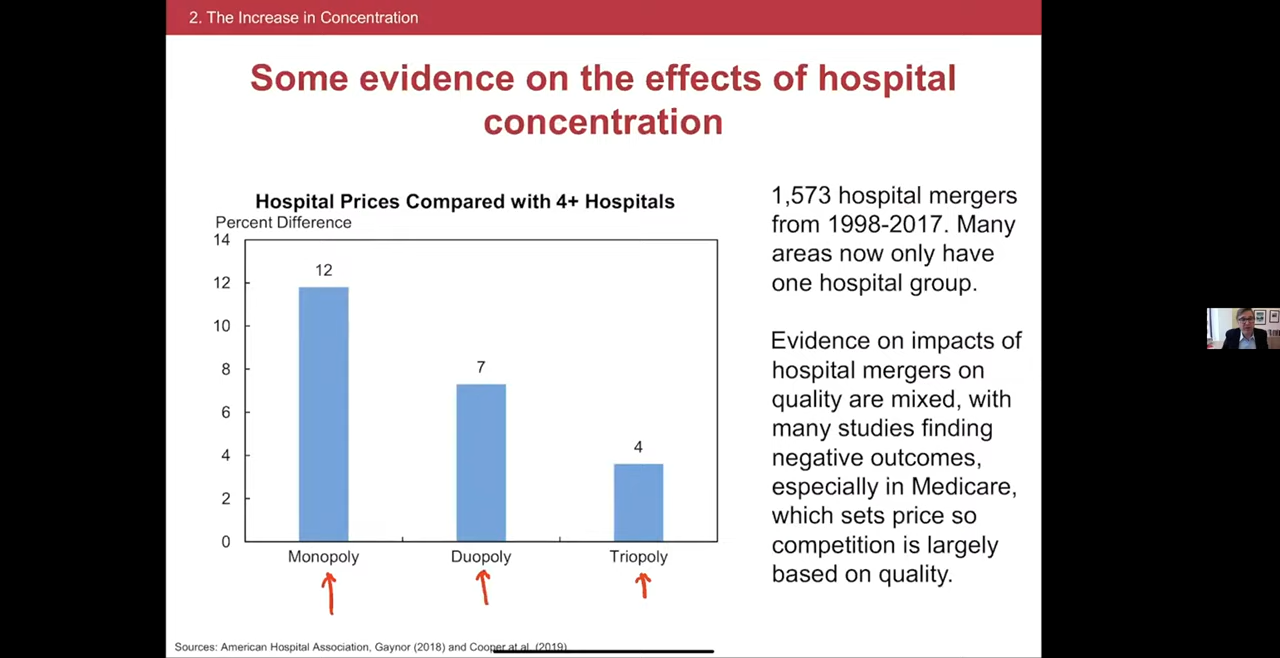 2. The Increase in Concentration
Some evidence on the effects of hospital
concentration
Hospital Prices Compared with 4+ Hospitals
Percent Difference
14
12
10
8
6
4
2
0
12
7
4
Monopoly
Duopoly
Triopoly
1,573 hospital mergers
from 1998-2017. Many
areas now only have
one hospital group.
Evidence on impacts of
hospital mergers on
quality are mixed, with
many studies finding
negative outcomes,
especially in Medicare,
which sets price so
competition is largely
based on quality.
Sources: American Hospital Association, Gaynor (2018) and Cooper at al. (2019)